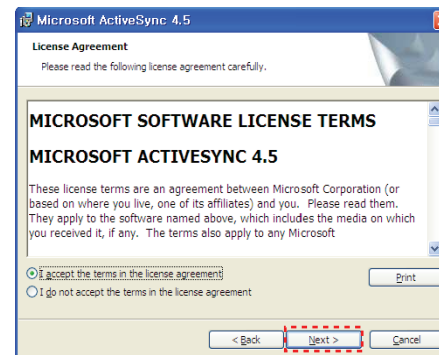 Microsoft ActiveSync 4.5
License Agreement
Please read the following license agreement carefully.
MICROSOFT SOFTWARE LICENSE TERMS
MICROSOFT ACTIVESYNC 4.5
These license terms are an agreement between Microsoft Corporation (or
based on where you live, one of its affiliates) and you. Please read them.
They apply to the software named above, which includes the media on which
you received it, if any. The terms also apply to any Microsoft
I accept the terms in the license agreement
Print
I do not accept the terms in the license agreement
< Back
Next >
Cancel